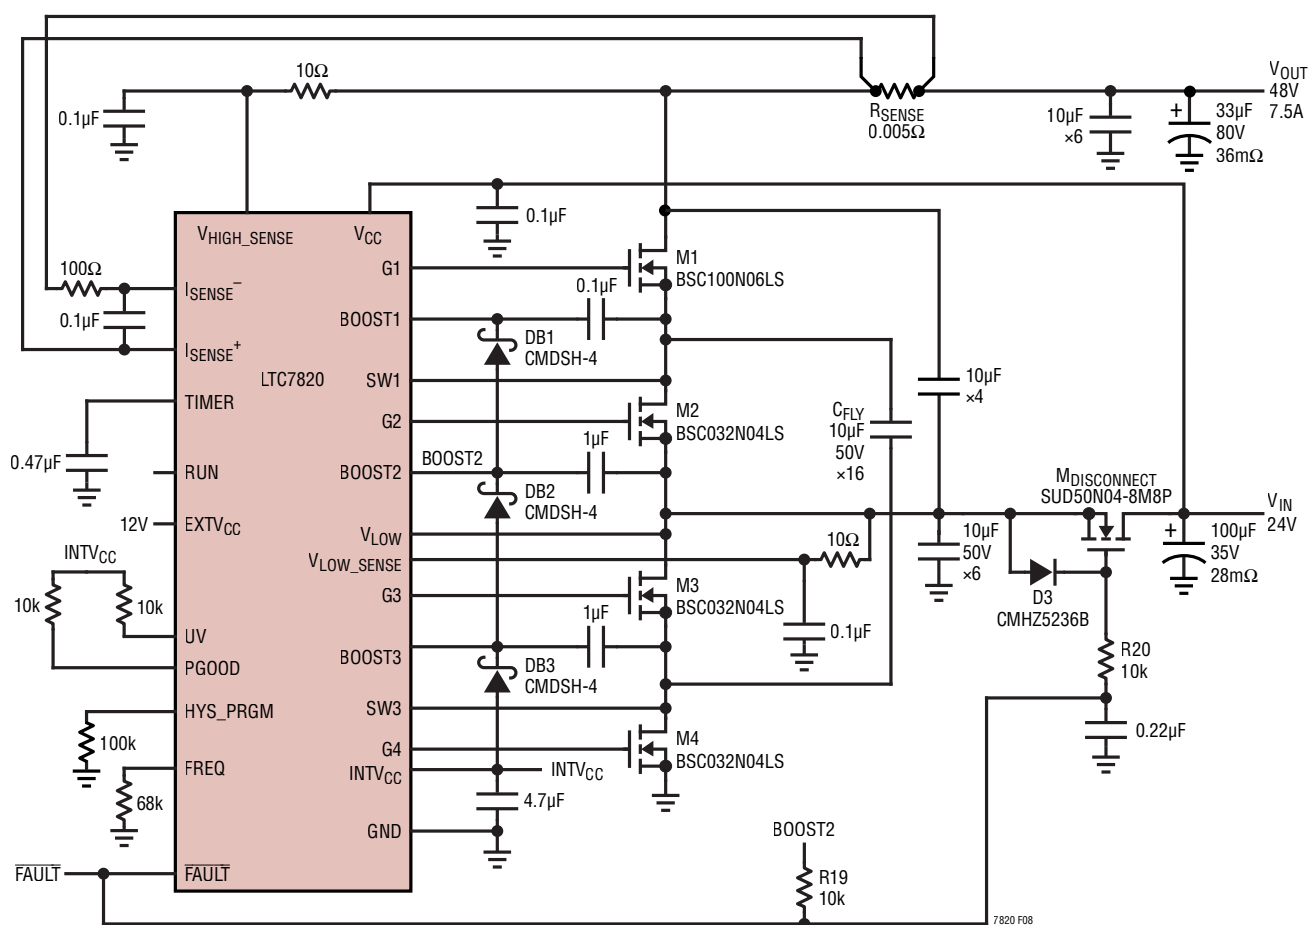 VOUT
48V
7.5A
10Ω
0.1µF
RSENSE
0.005Ω
10µF
×6
+
33µF
80V
36mΩ
0.1µF
VHIGH_SENSE
VCC
G1
M1
BSC100N06LS
100Ω
ISENSE−
0.1µF
ISENSE+
0.1µF
BOOST1
DB1
CMDSH-4
LTC7820
SW1
10µF
×4
TIMER
G2
M2
BSC032N04LS
CFLY
10µF
50V
×16
1µF
0.47µF
RUN
BOOST2
BOOST2
DB2
CMDSH-4
MDISCONNECT
SUD50N04-8M8P
VIN
24V
12V
EXTVCC
VLOW
10Ω
10µF
50V
×6
+
100µF
35V
28mΩ
INTVCC
VLOW_SENSE
10k
10k
G3
M3
BSC032N04LS
D3
CMHZ5236B
1µF
0.1µF
UV
PGOOD
BOOST3
DB3
CMDSH-4
R20
10k
HYS_PRGM
SW3
100k
G4
M4
BSC032N04LS
0.22µF
FREQ
INTVCC
INTVCC
68k
4.7µF
GND
BOOST2
FAULT
FAULT
R19
10k
7820 F08